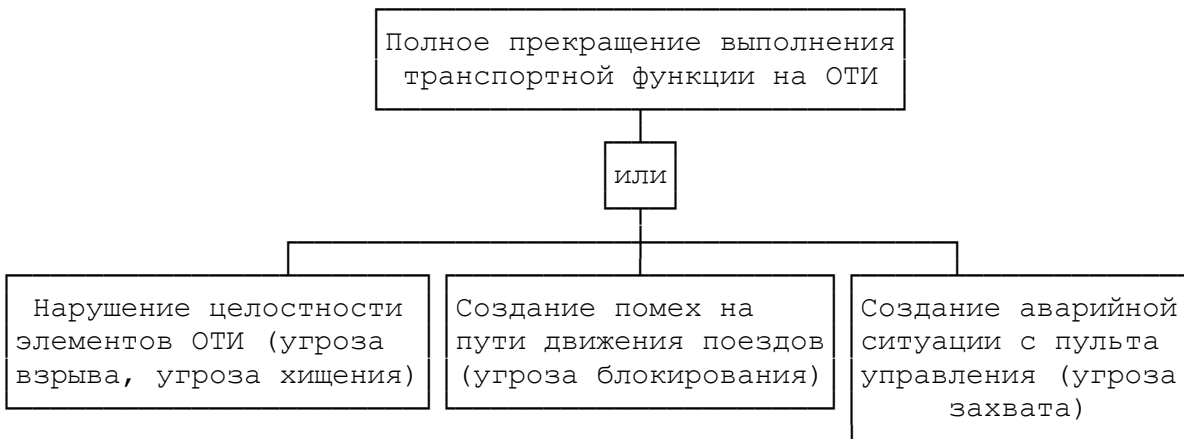 Полное прекращение выполнения
транспортной функции на ОТИ
или
Нарушение целостности
элементов ОТИ (угроза
взрыва, угроза хищения)
Создание помех на
пути движения поездов
(угроза блокирования)
Создание аварийной
ситуации с пульта
управления (угроза
захвата)